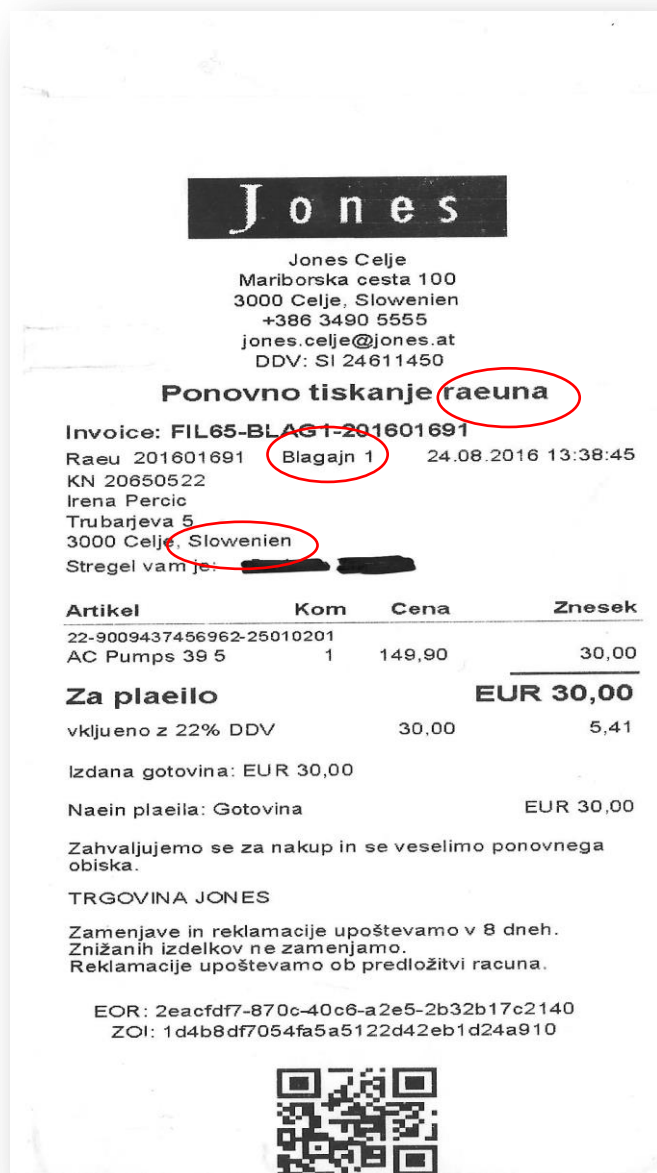 Jones
Jones Celje
Mariborska cesta 100
3000 Celje, Slowenien
+386 3490 5555
jones.celje@jones.at
DDV: SI 24611450
Ponovno tiskanje raeuna
Invoice: FIL65-BLAG1-201601691
Raeu 201601691 Blagajn 1 24.08.2016 13:38:45
KN 20650522
Irena Percic
Trubarjeva 5
3000 Celje, Slowenien
Stregel vam je:
Artikel Kom Cena Znesek
22-9009437456962-25010201
AC Pumps 39 5 1 149,90 30,00
Za plaeilo EUR 30,00
vkljueno z 22% DDV 30,00 5,41
Izdana gotovina: EUR 30,00
Naein plaeila: Gotovina EUR 30,00
Zahvaljujemo se za nakup in se veselimo ponovnega
obiska.
TRGOVINA JONES
Zamenjave in reklamacije upoštevamo v 8 dneh.
Znižanih izdelkov ne zamenjamo.
Reklamacije upoštevamo ob predložitvi racuna.
EOR: 2eacfdf7-870c-40c6-a2e5-2b32b17c2140
ZOI: 1d4b8df7054fa5a5122d42eb1d24a910